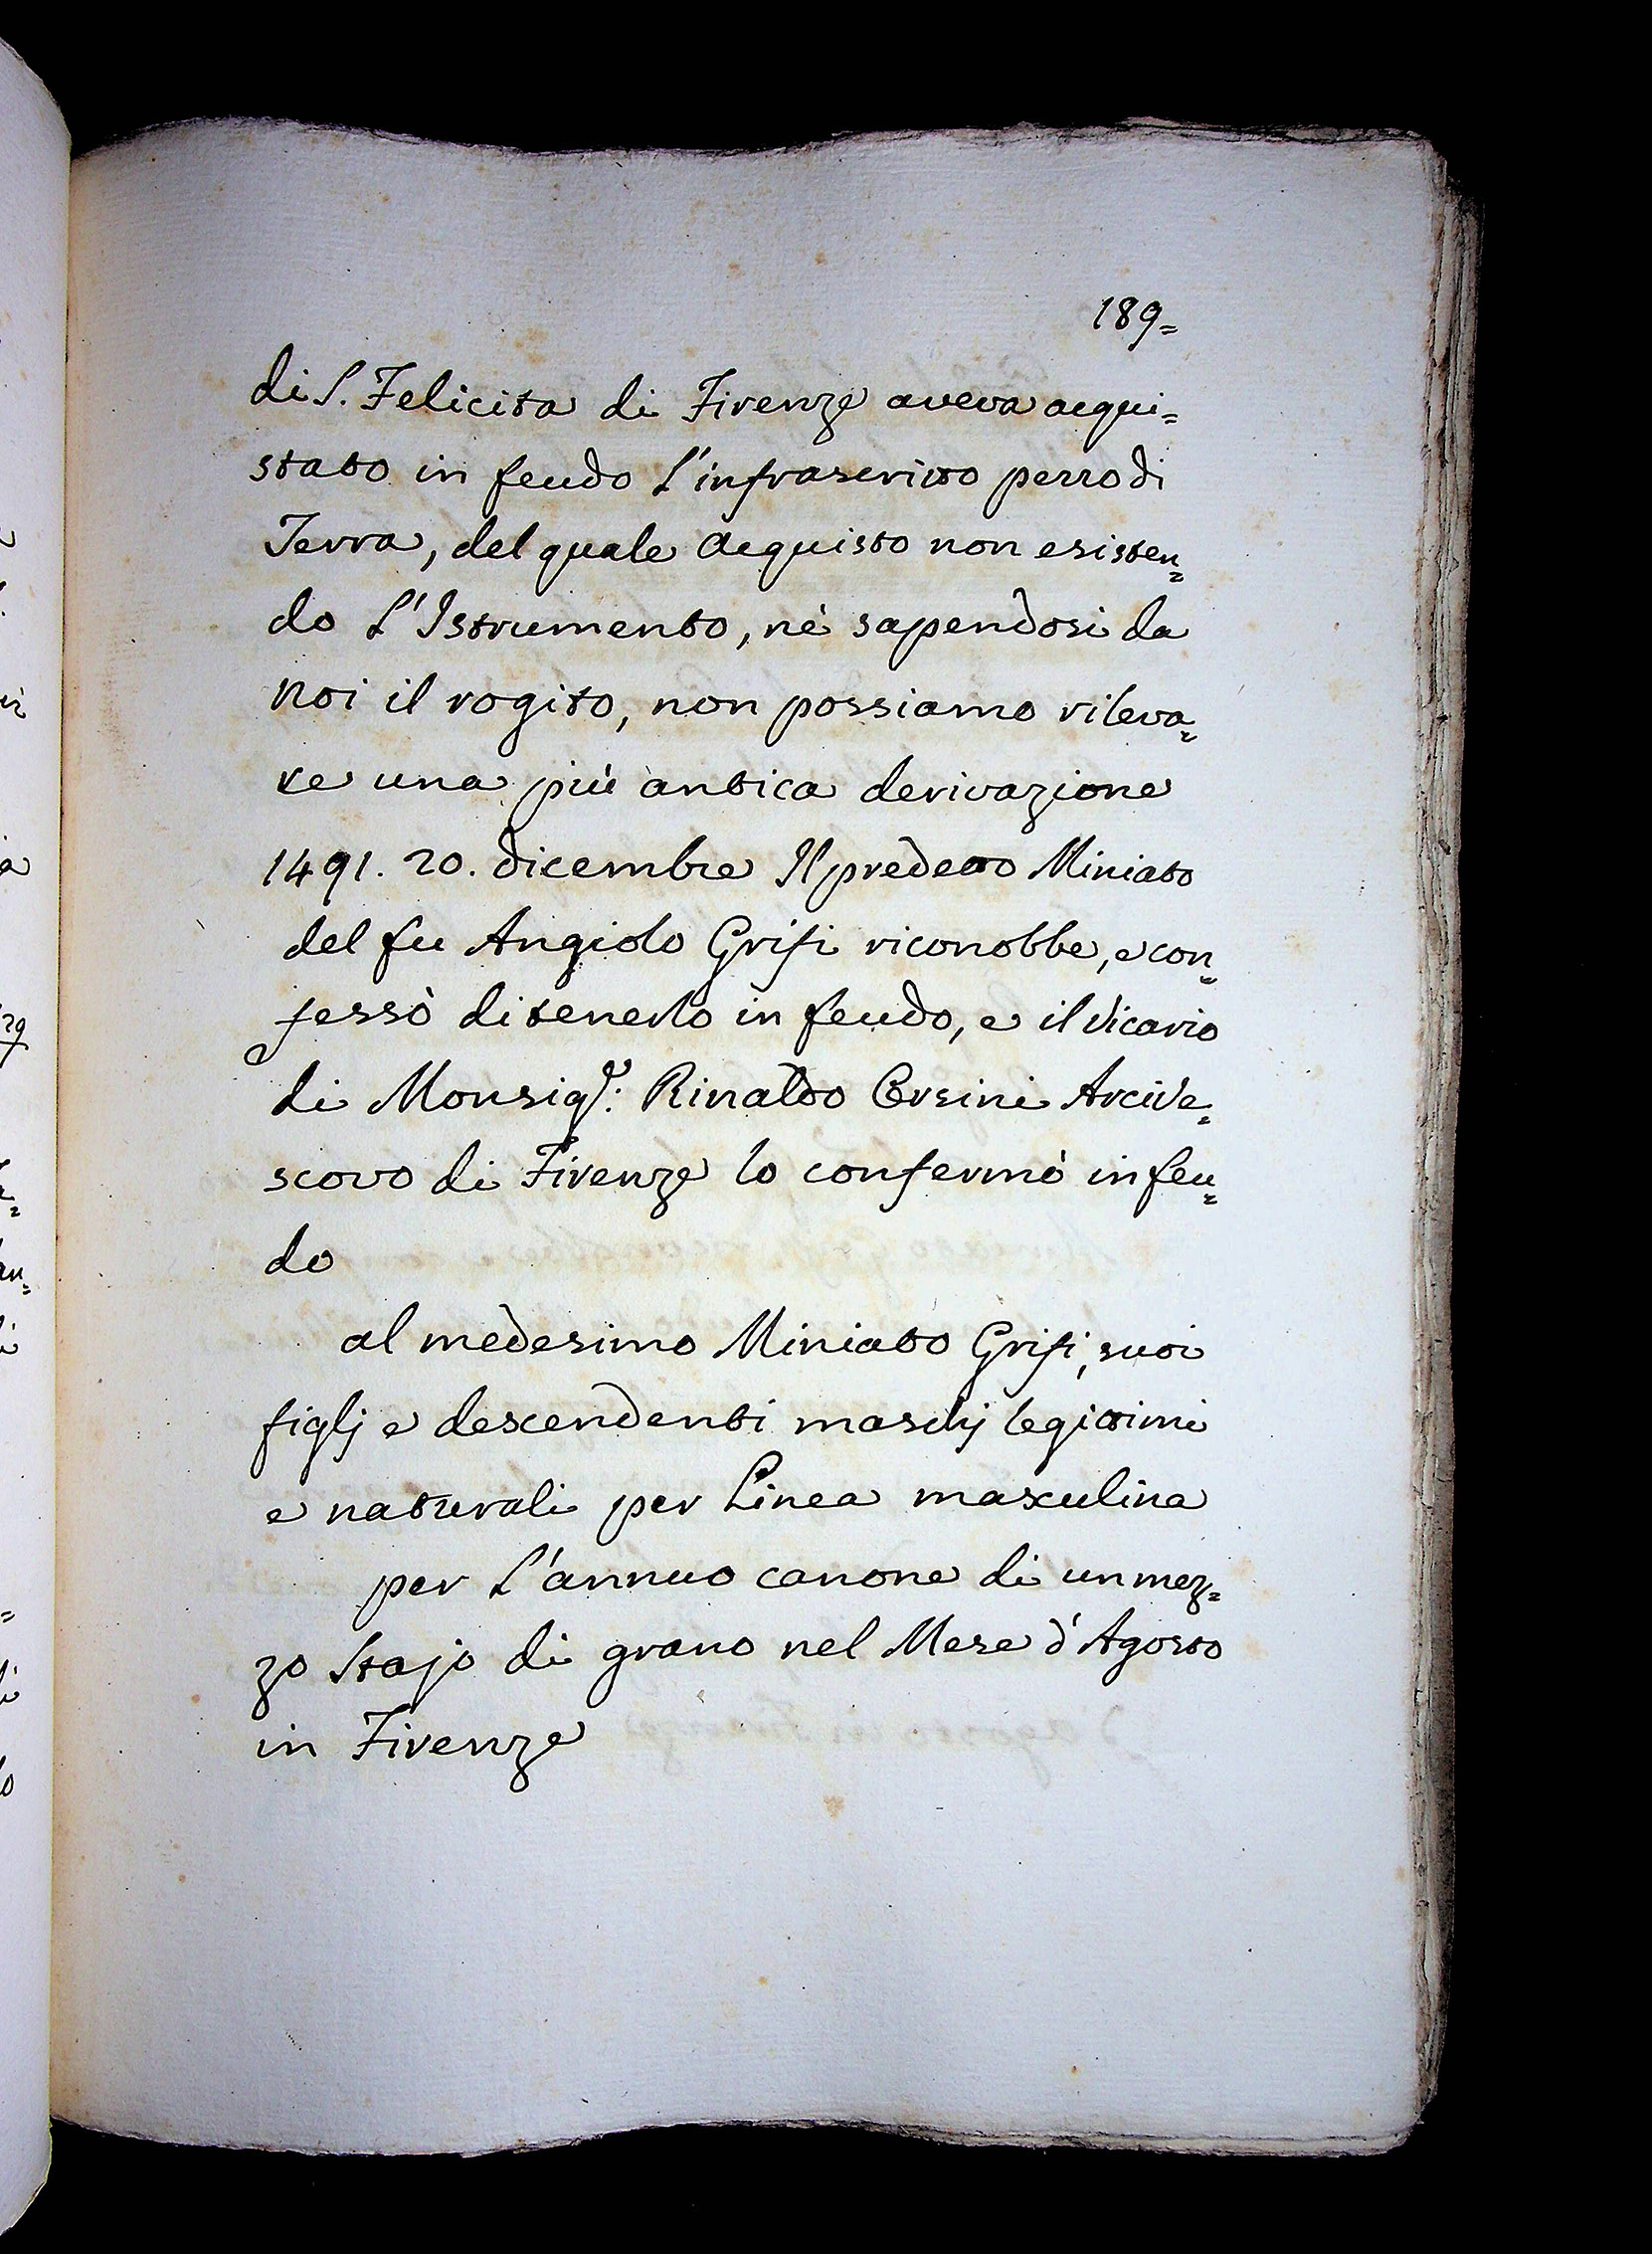 189=
di S. Felicita di Firenze aveva acqui=
stato in feudo l'infrascritto pezzo di
Terra, del quale Acquisto non esisten=
do l'Istrumento, nè sapendosi da
Noi il rogito, non possiamo rileva=
re una più antica derivazione
1491. 20. dicembre Il predetto Miniato
del fu Angiolo Grifi riconobbe, e con=
fessò di tenerlo in feudo, e il Vicario
di Monsigr: Rinaldo Orsini Arcive=
scovo di Firenze lo confermò in feu=
do
al medesimo Miniato Grifi, suoi
figlj e descendenti maschj legittimi
e naturali per Linea masculina
per l'annuo canone di un mez=
zo Stajo di grano nel Mese d'Agosto
in Firenze